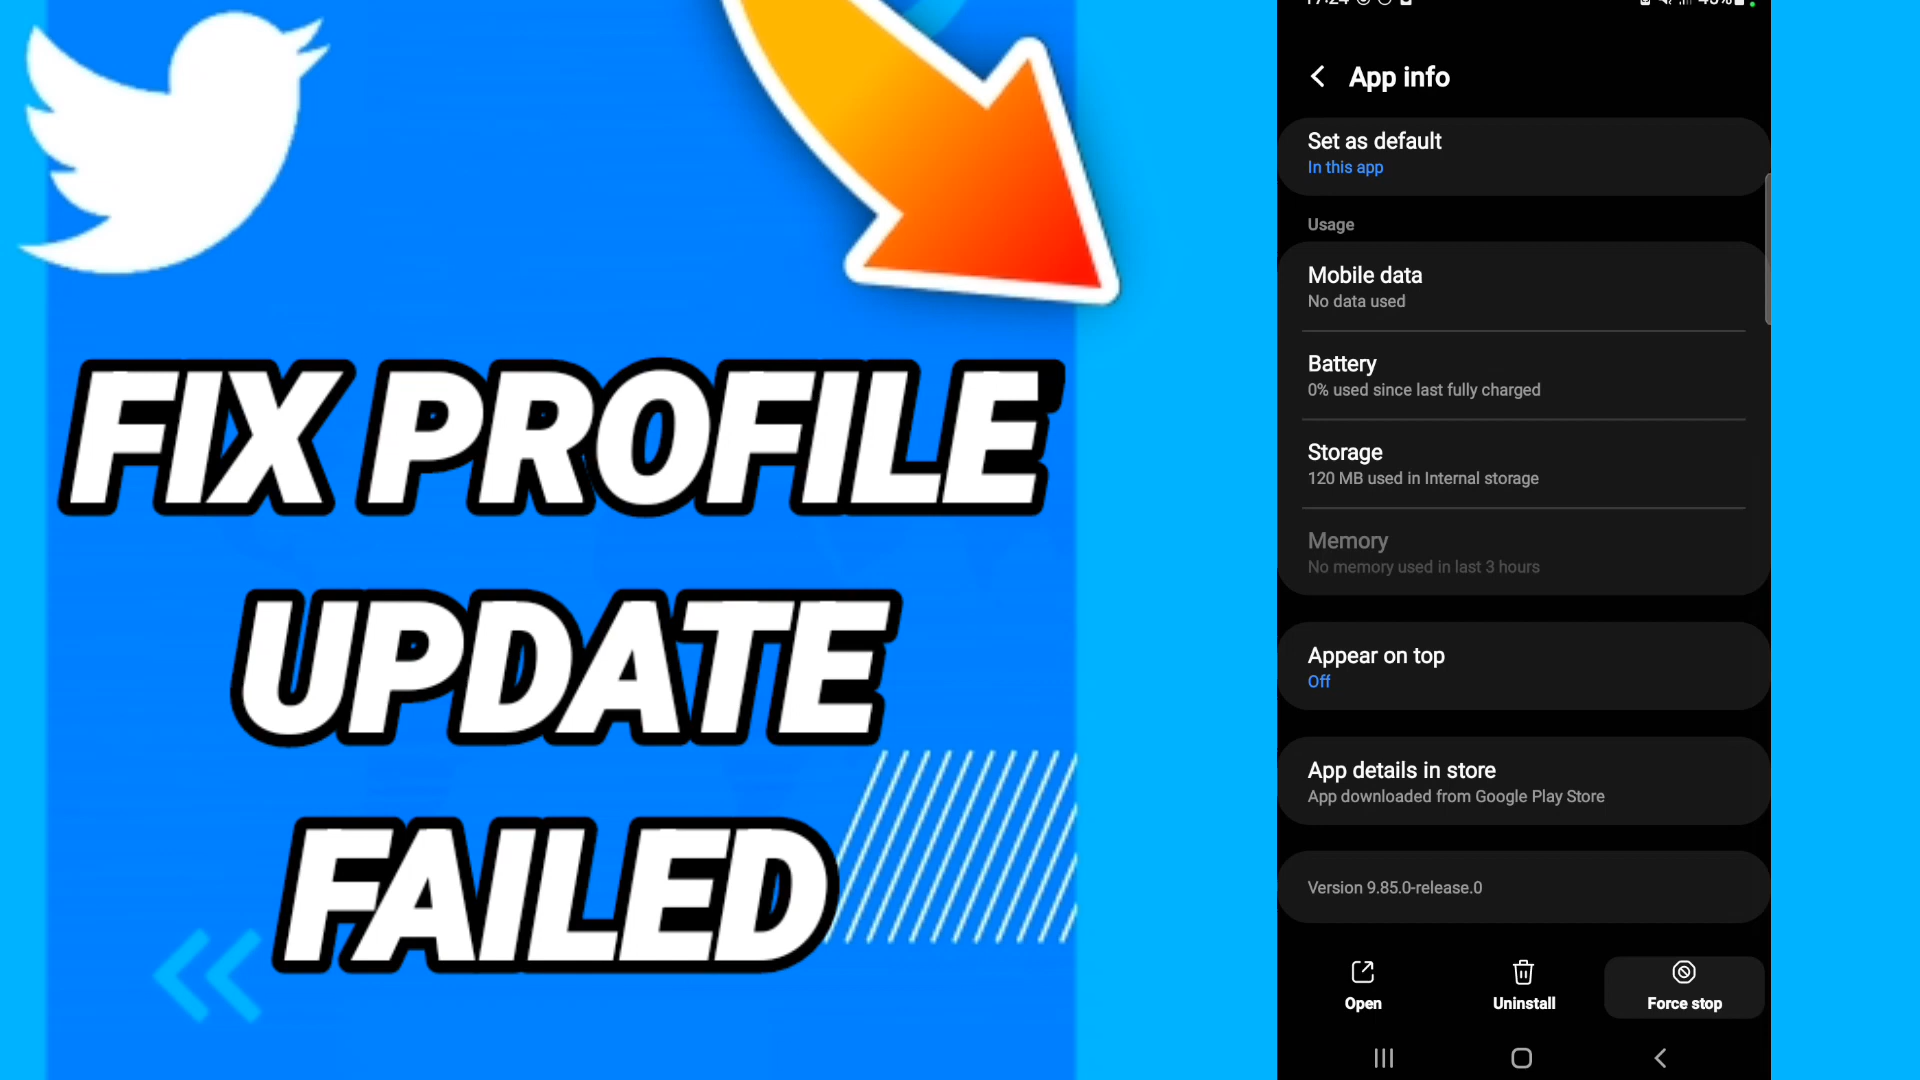 FIX PROFILE
UPDATE
FAILED
App info
Set as default
In this app
Usage
Mobile data
No data used
Battery
0% used since last fully charged
Storage
120 MB used in Internal storage
Memory
No memory used in last 3 hours
Appear on top
Off
App details in store
App downloaded from Google Play Store
Version 9.85.0-release.0
Open
Uninstall
Force stop